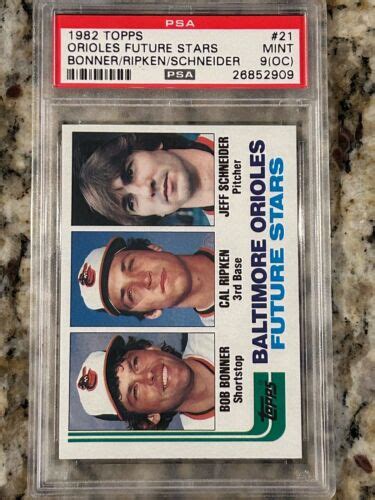 PSA
1982 TOPPS #21
ORIOLES FUTURE STARS MINT
BONNER/RIPKEN/SCHNEIDER 9(OC)
PSA 26852909
JEFF SCHNEIDER
Pitcher
CAL RIPKEN
3rd Base
BOB BONNER
Shortstop
BALTIMORE ORIOLES
FUTURE STARS
Topps